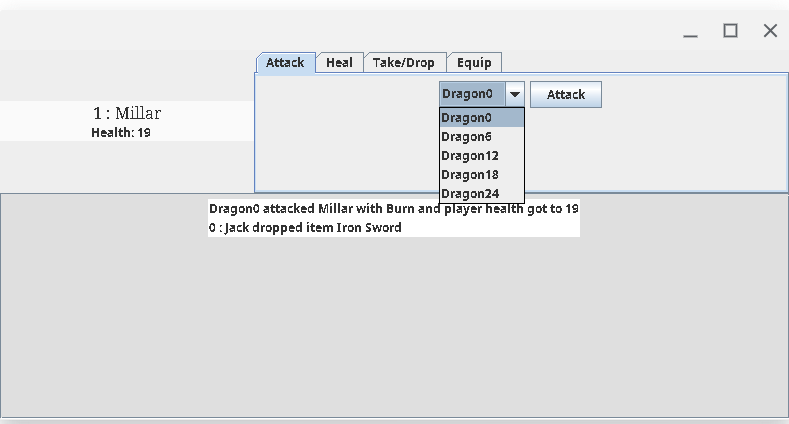 Attack Heal Take/Drop Equip
1 : Millar
Health: 19
Dragon0 Attack
Dragon0
Dragon6
Dragon12
Dragon18
Dragon24
Dragon0 attacked Millar with Burn and player health got to 19
0 : Jack dropped item Iron Sword